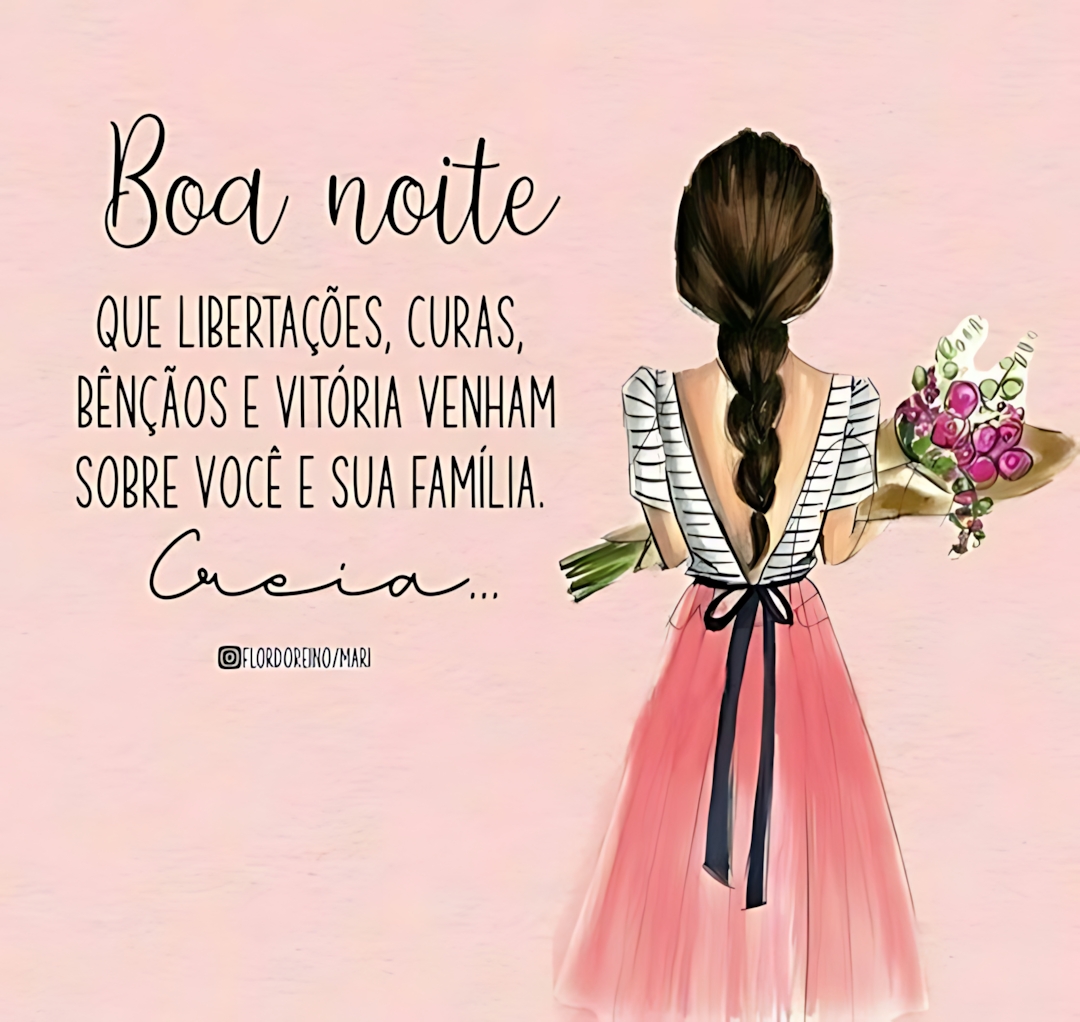 Boa noite
QUE LIBERTAÇÕES, CURAS,
BÊNÇÃOS E VITÓRIA VENHAM
SOBRE VOCÊ E SUA FAMÍLIA.
Creia...
FLORDOREINO/MARI